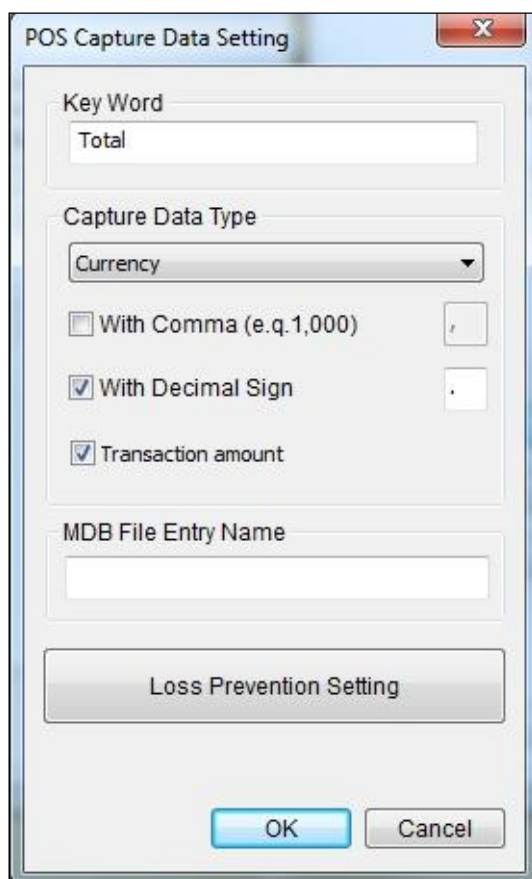 POS Capture Data Setting
X
Key Word
Total
Capture Data Type
Currency
With Comma (e.q.1,000) ,
With Decimal Sign .
Transaction amount
MDB File Entry Name
Loss Prevention Setting
OK Cancel